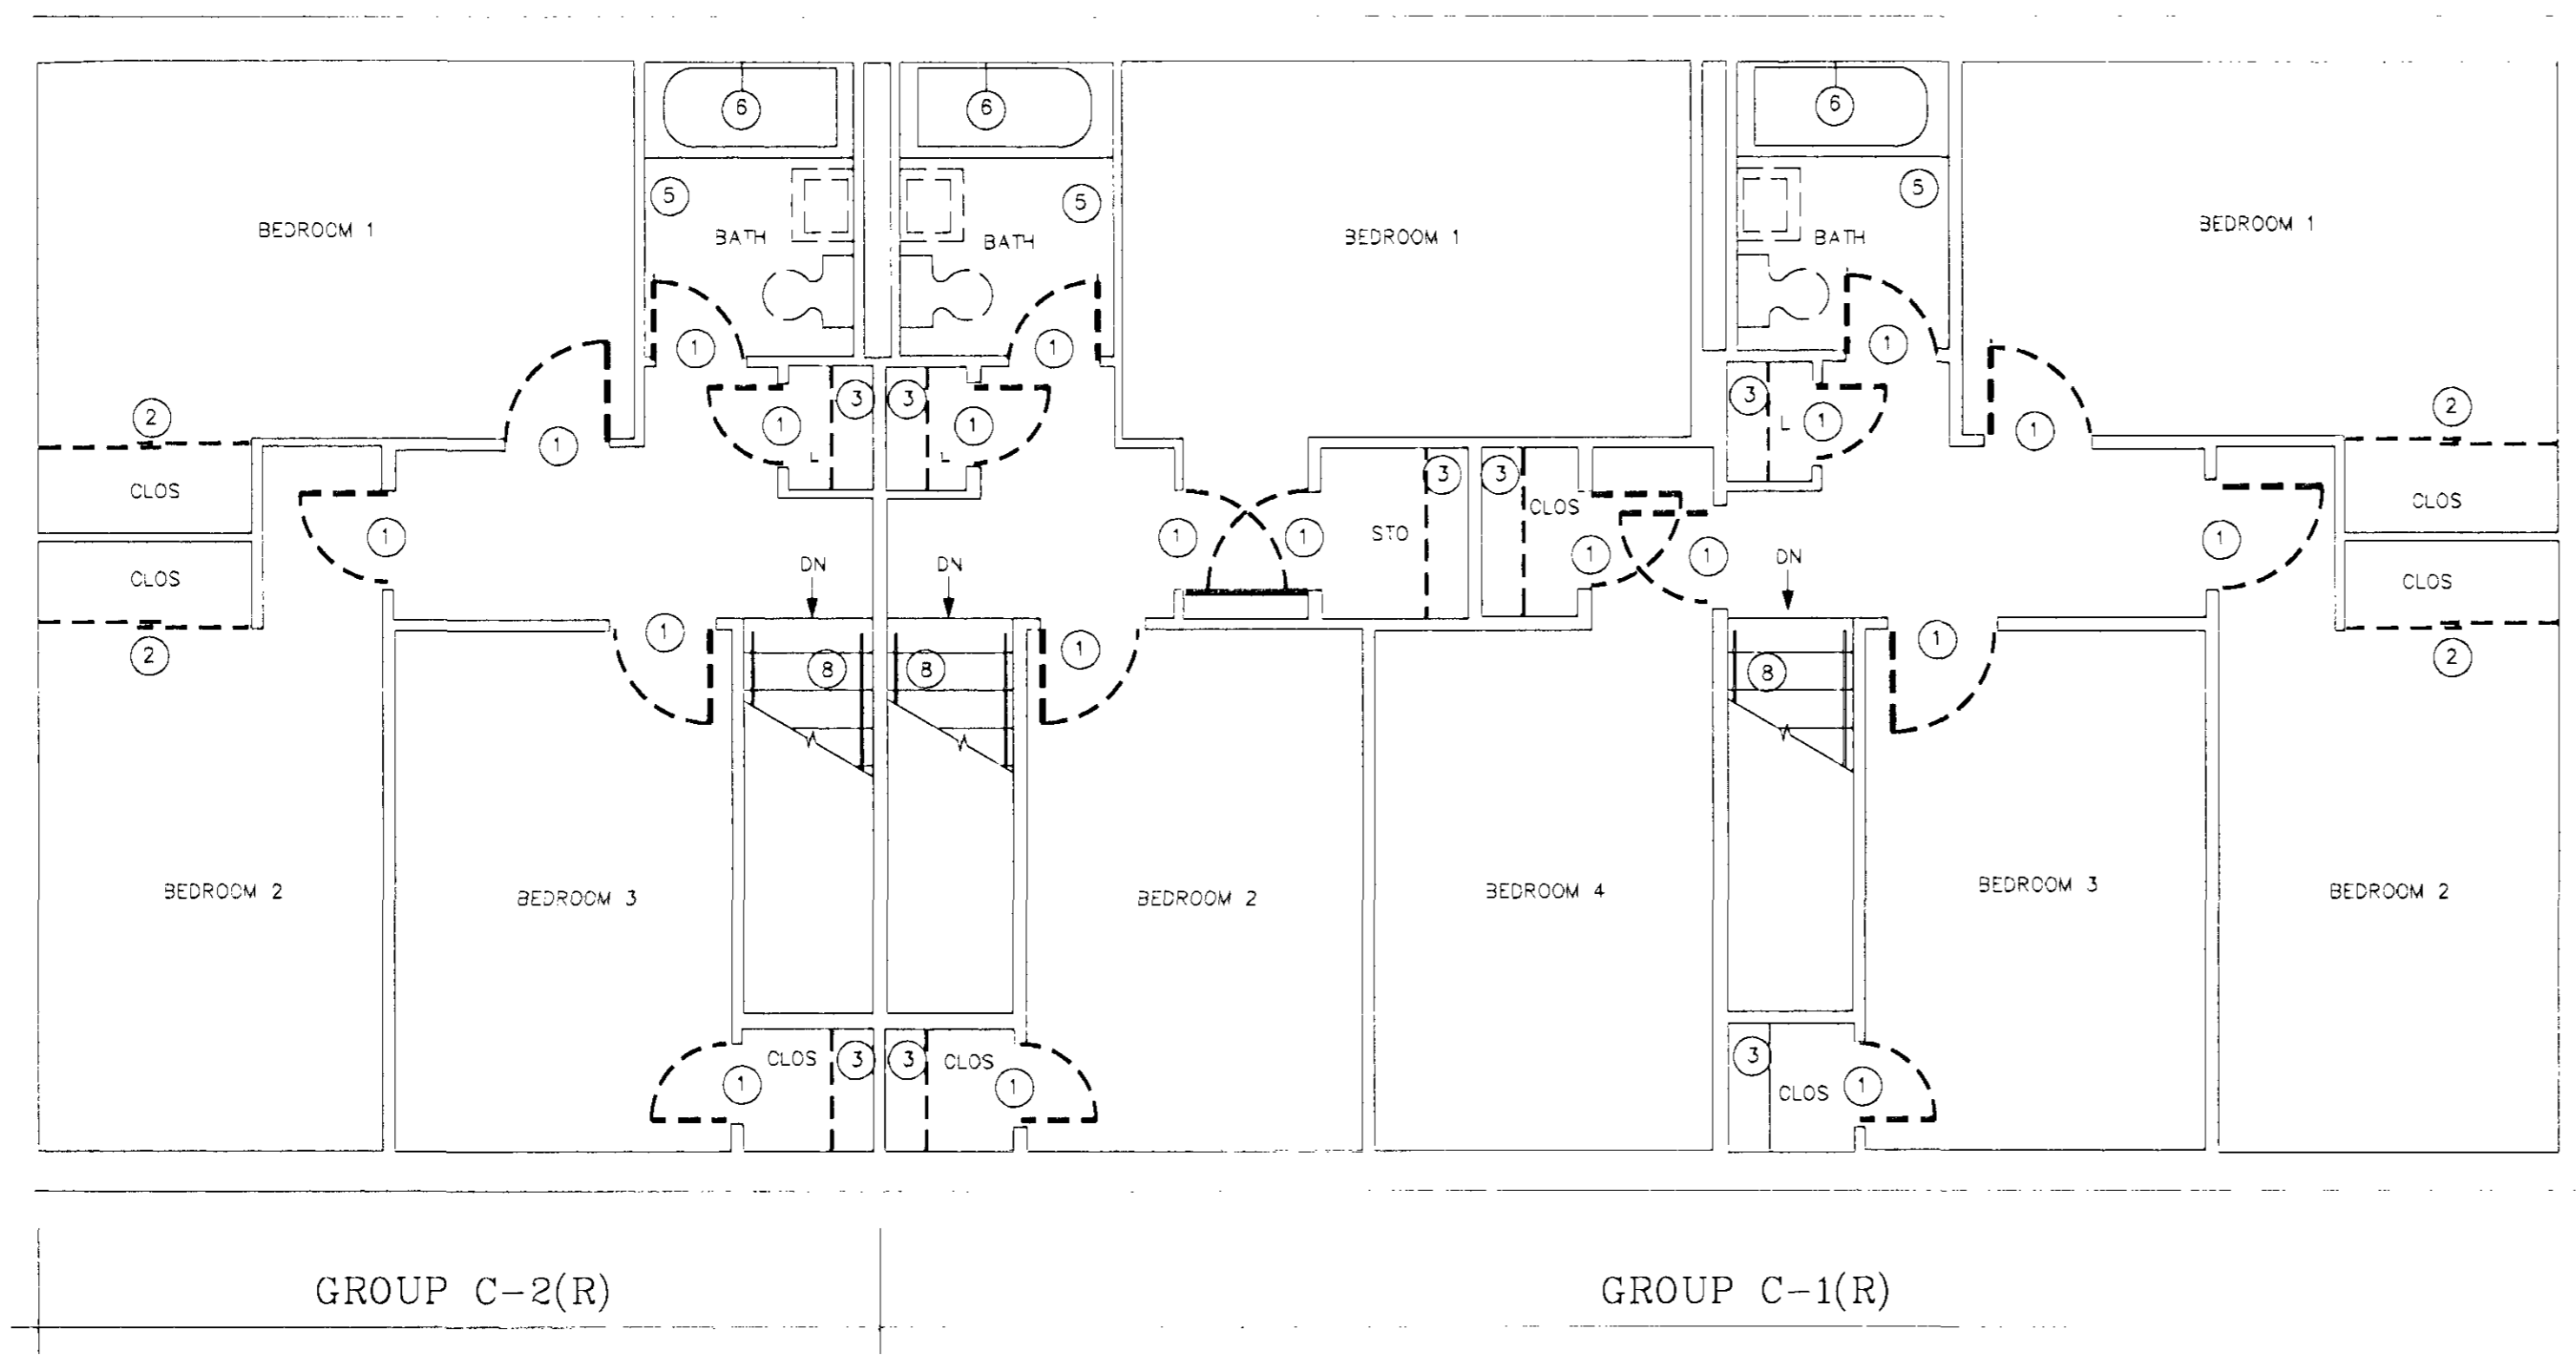 6 6 6
5 5 5
BATH BATH BATH
BEDROOM 1 BEDROOM 1 BEDROOM 1
1 1 1
3 3 3
2 1 1 1 1 1 2
L L L
3 3
CLOS STO CLOS CLOS
1 1 1 1 1 1
DN DN DN
CLOS CLOS
1 1 1
2 8 8 8 2
BEDROOM 2 BEDROOM 3 BEDROOM 2 BEDROOM 4 BEDROOM 3 BEDROOM 2
CLOS 3 3 CLOS 3
1 1 CLOS 1
GROUP C-2(R) GROUP C-1(R)